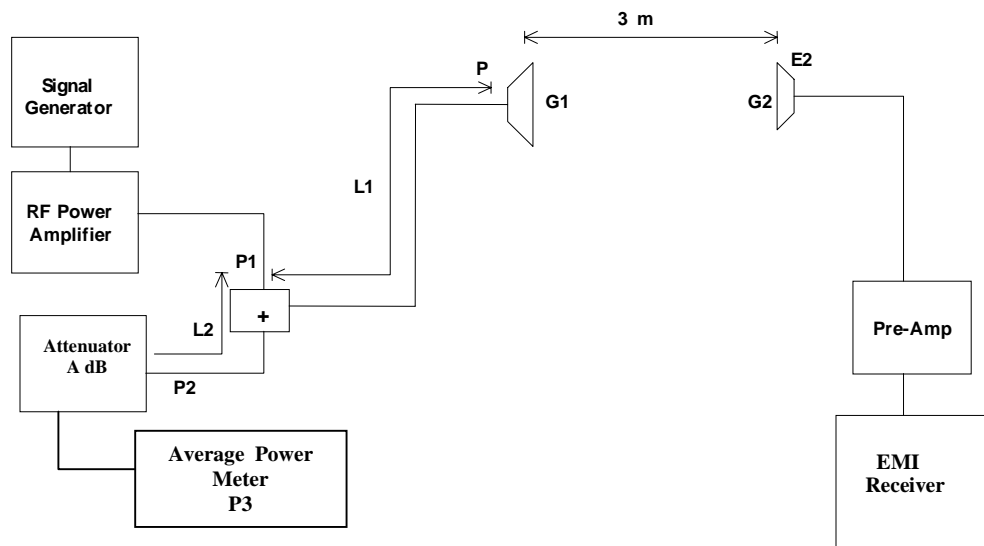 3 m
P
E2
Signal
Generator
G1
G2
L1
RF Power
Amplifier
P1
+
L2
Pre-Amp
Attenuator
A dB
P2
Average Power
Meter
P3
EMI
Receiver